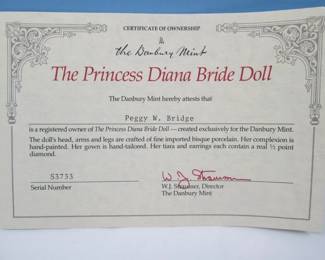 CERTIFICATE OF OWNERSHIP
the Danbury Mint
The Princess Diana Bride Doll
The Danbury Mint hereby attests that
Peggy W. Bridge
is a registered owner of The Princess Diana Bride Doll — created exclusively for the Danbury Mint.
The doll's head, arms and legs are crafted of fine imported bisque porcelain. Her complexion is
hand-painted. Her gown is hand-tailored. Her tiara and earrings each contain a real ½ point
diamond.
S3733
W. J. Strausser
Serial Number
W.J. Strausser, Director
The Danbury Mint